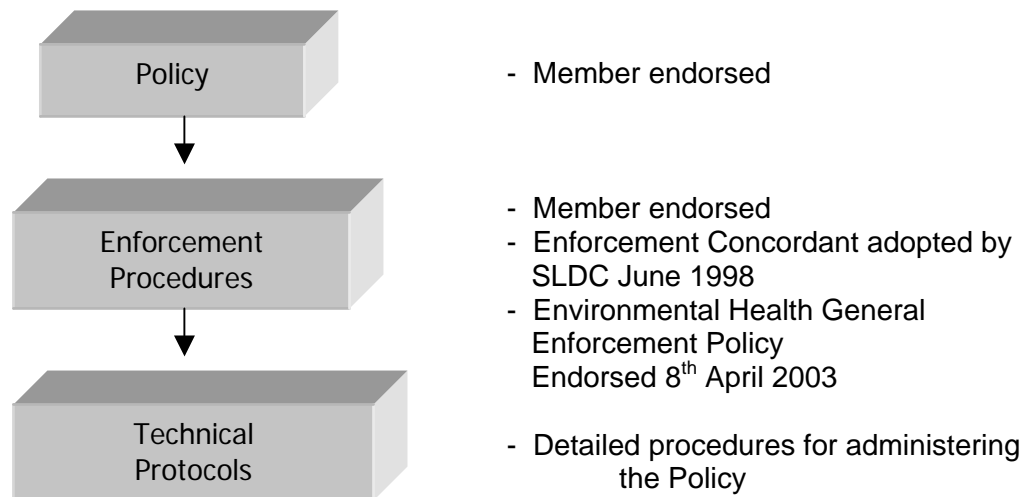 Policy
- Member endorsed
Enforcement
Procedures
- Member endorsed
- Enforcement Concordant adopted by
SLDC June 1998
- Environmental Health General
Enforcement Policy
Endorsed 8th April 2003
Technical
Protocols
- Detailed procedures for administering
the Policy